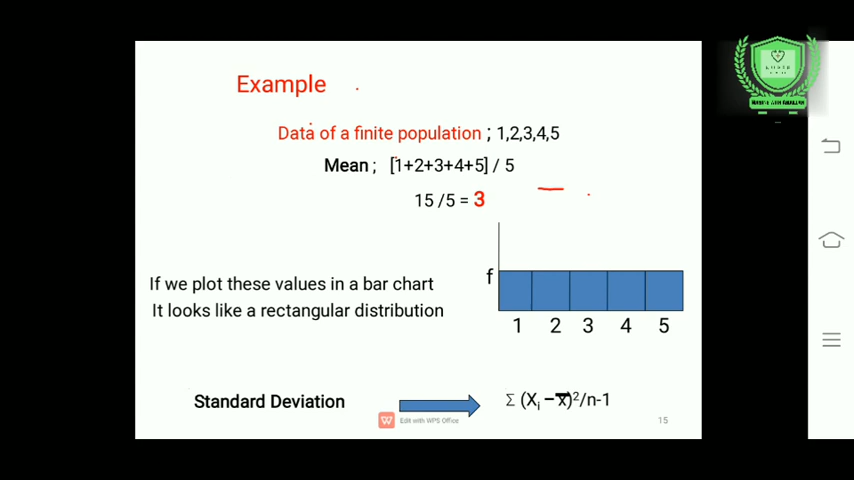 Example
Data of a finite population ; 1,2,3,4,5
Mean ; [1+2+3+4+5] / 5
15 /5 = 3
If we plot these values in a bar chart
It looks like a rectangular distribution
f
1 2 3 4 5
Standard Deviation
Σ (Xi – x̅)²/n-1
Edit with WPS Office
15